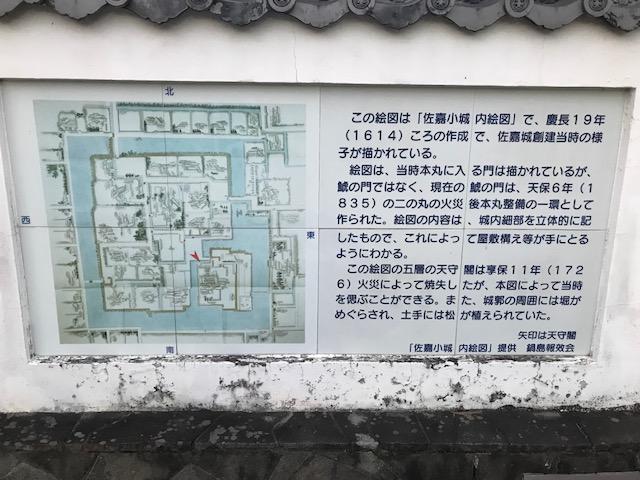 北
西
東
南
この絵図は「佐嘉小城内絵図」で、慶長19年
(1614)ころの作成で、佐嘉城創建当時の様
子が描かれている。
絵図は、当時本丸に入る門は描かれているが、
鯱の門ではなく、現在の鯱の門は、天保6年(1
835)の二の丸の火災後本丸整備の一環として
作られた。絵図の内容は、城内細部を立体的に記
したもので、これによって屋敷構え等が手にとる
ようにわかる。
この絵図の五層の天守閣は享保11年(172
6)火災によって焼失したが、本図によって当時
を偲ぶことができる。また、城郭の周囲には堀が
めぐらされ、土手には松が植えられていた。
矢印は天守閣
「佐嘉小城内絵図」提供 鍋島報效会